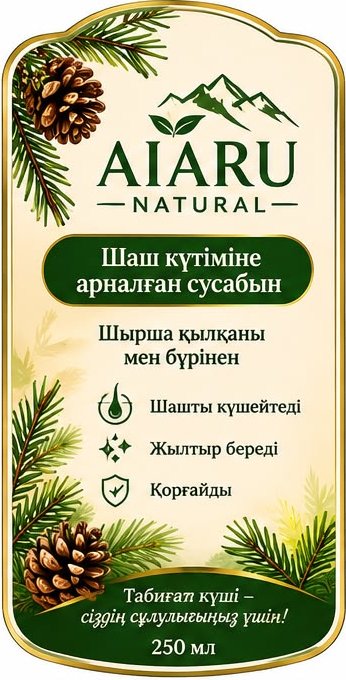 AIARU
NATURAL
Шаш күтіміне
арналған сусабын
Шырша қылқаны
мен бүрінен
Шашты күшейтеді
Жылтыр береді
Қорғайды
Табиғат күші –
сіздің сұлулығыңыз үшін!
250 мл